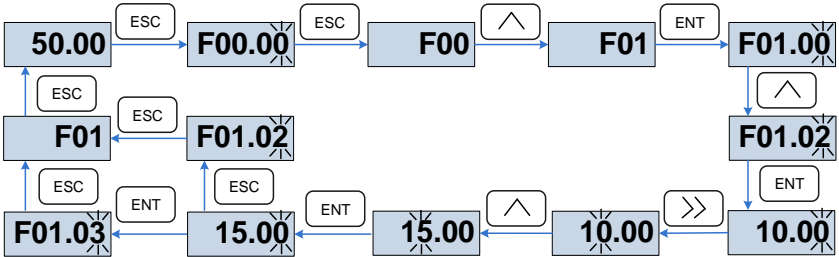 ESC ESC ENT
50.00 F00.00 F00 F01 F01.00
ESC ESC
F01 F01.02 F01.02
ESC ENT ESC ENT ENT
F01.03 15.00 15.00 10.00 10.00